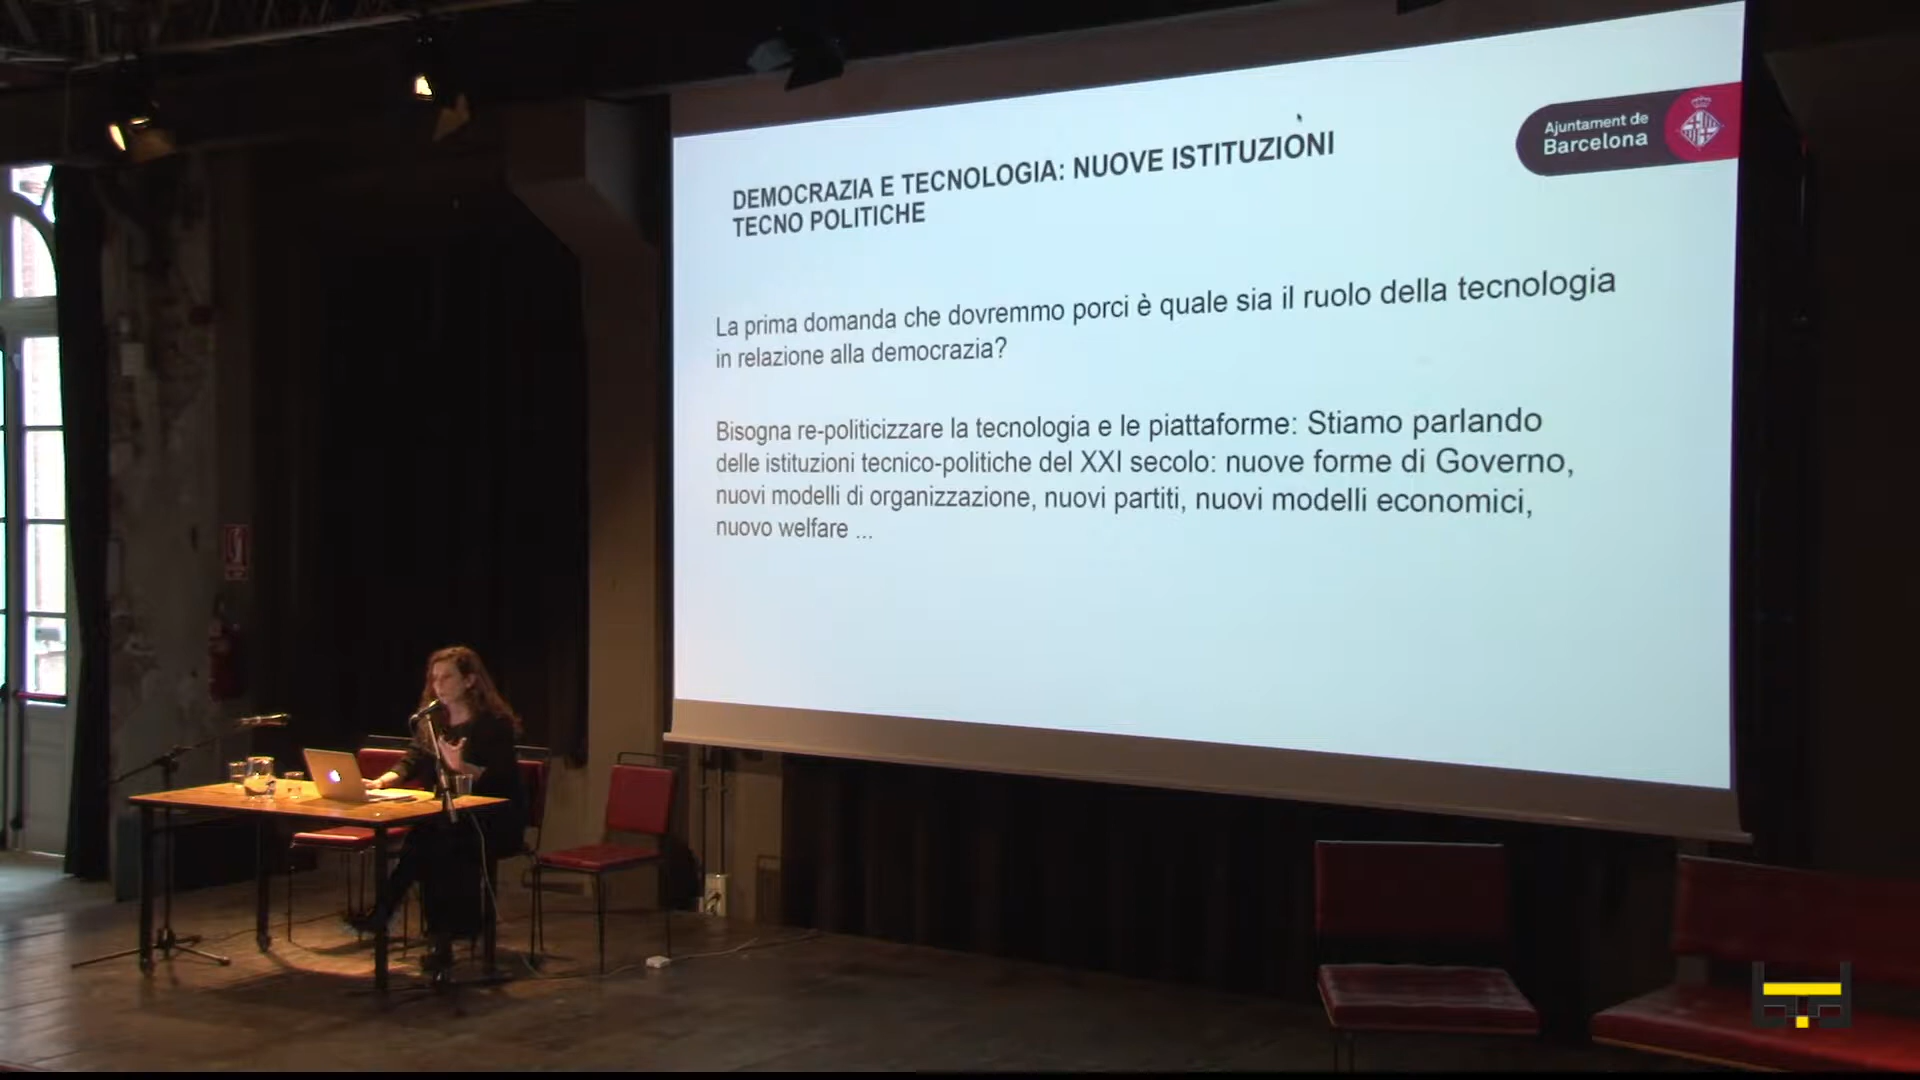 Ajuntament de
Barcelona
DEMOCRAZIA E TECNOLOGIA: NUOVE ISTITUZIONI
TECNO POLITICHE
La prima domanda che dovremmo porci è quale sia il ruolo della tecnologia
in relazione alla democrazia?
Bisogna re-politicizzare la tecnologia e le piattaforme: Stiamo parlando
delle istituzioni tecnico-politiche del XXI secolo: nuove forme di Governo,
nuovi modelli di organizzazione, nuovi partiti, nuovi modelli economici,
nuovo welfare ...